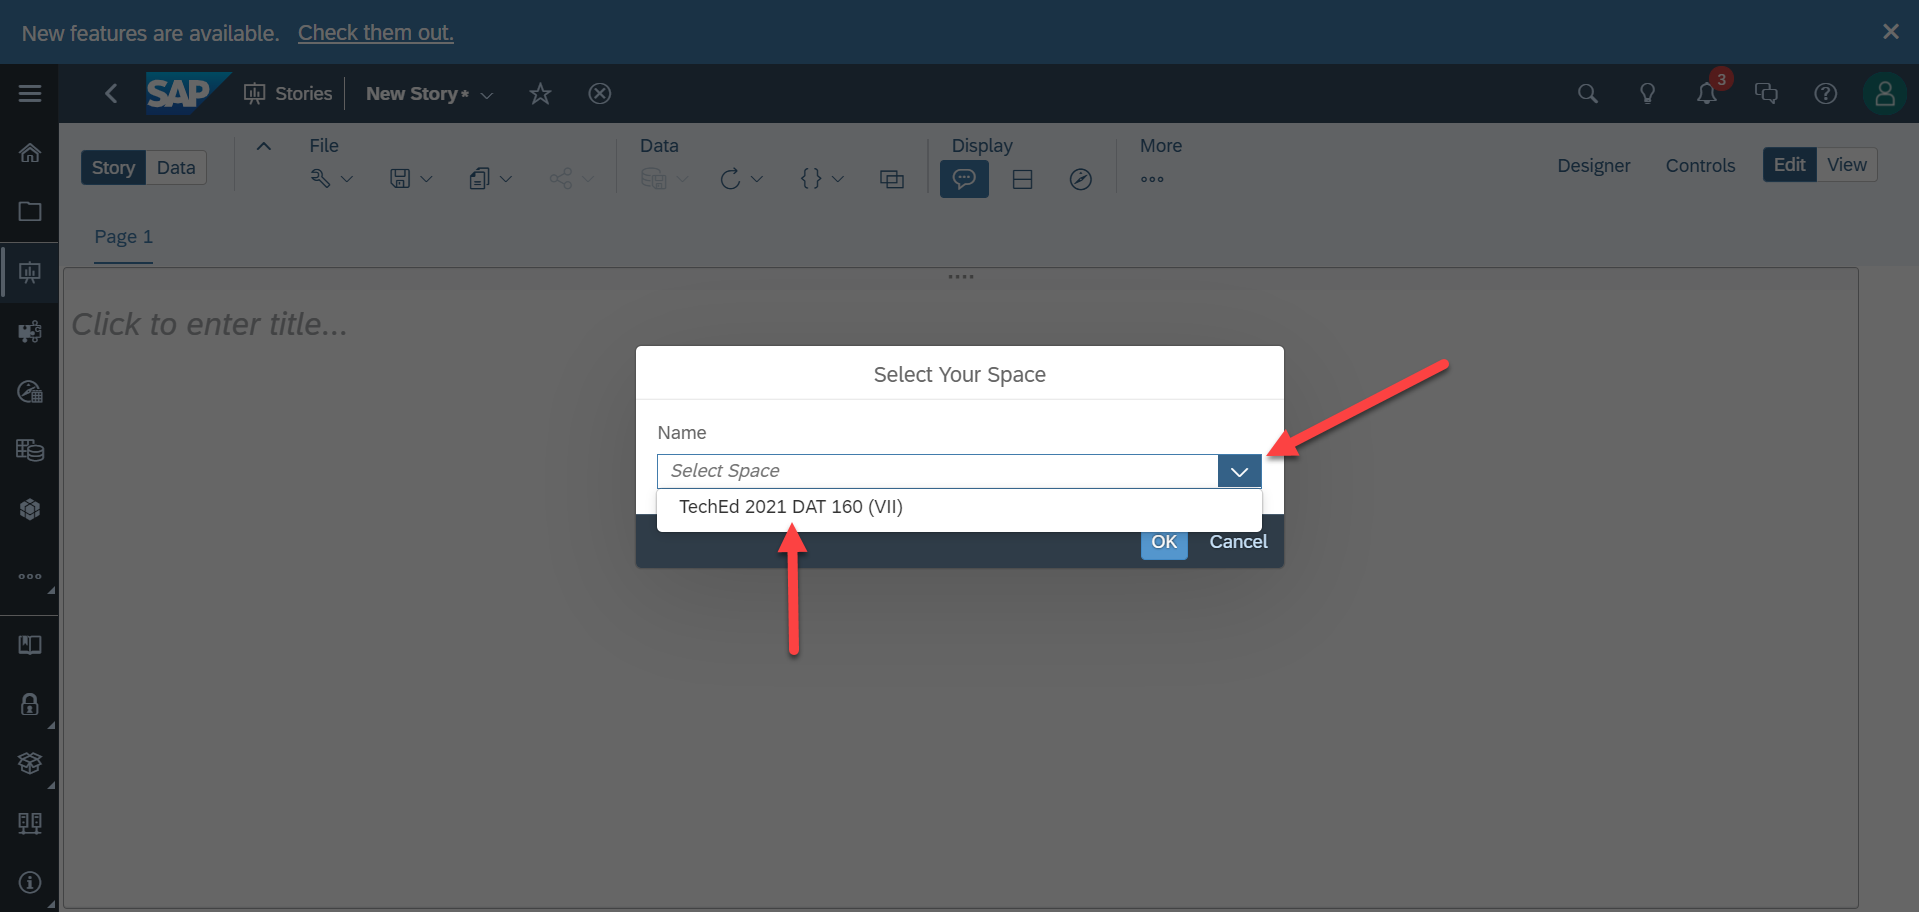 New features are available. Check them out.
SAP Stories New Story* 3
File Data Display More
Story Data Designer Controls Edit View
Page 1
Click to enter title...
Select Your Space
Name
Select Space
TechEd 2021 DAT 160 (VII)
OK Cancel